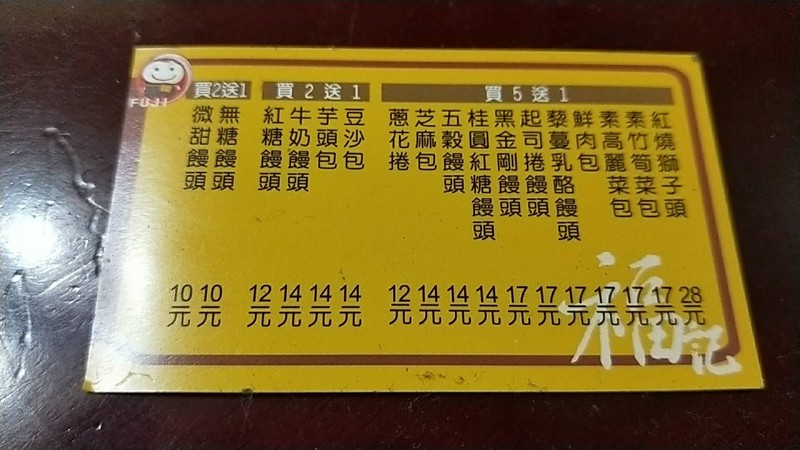 FUJI
買2送1
微甜饅頭
10元
無糖饅頭
10元
買2送1
紅糖饅頭
12元
牛奶饅頭
14元
芋頭包
14元
豆沙包
14元
買5送1
蔥花捲
12元
芝麻包
14元
五穀饅頭
14元
桂圓紅糖饅頭
14元
黑金剛饅頭
17元
起司捲饅頭
17元
藜蔓乳酪饅頭
17元
鮮肉包
17元
素高麗菜包
17元
素竹筍菜包
17元
紅燒獅子頭
28元
福記